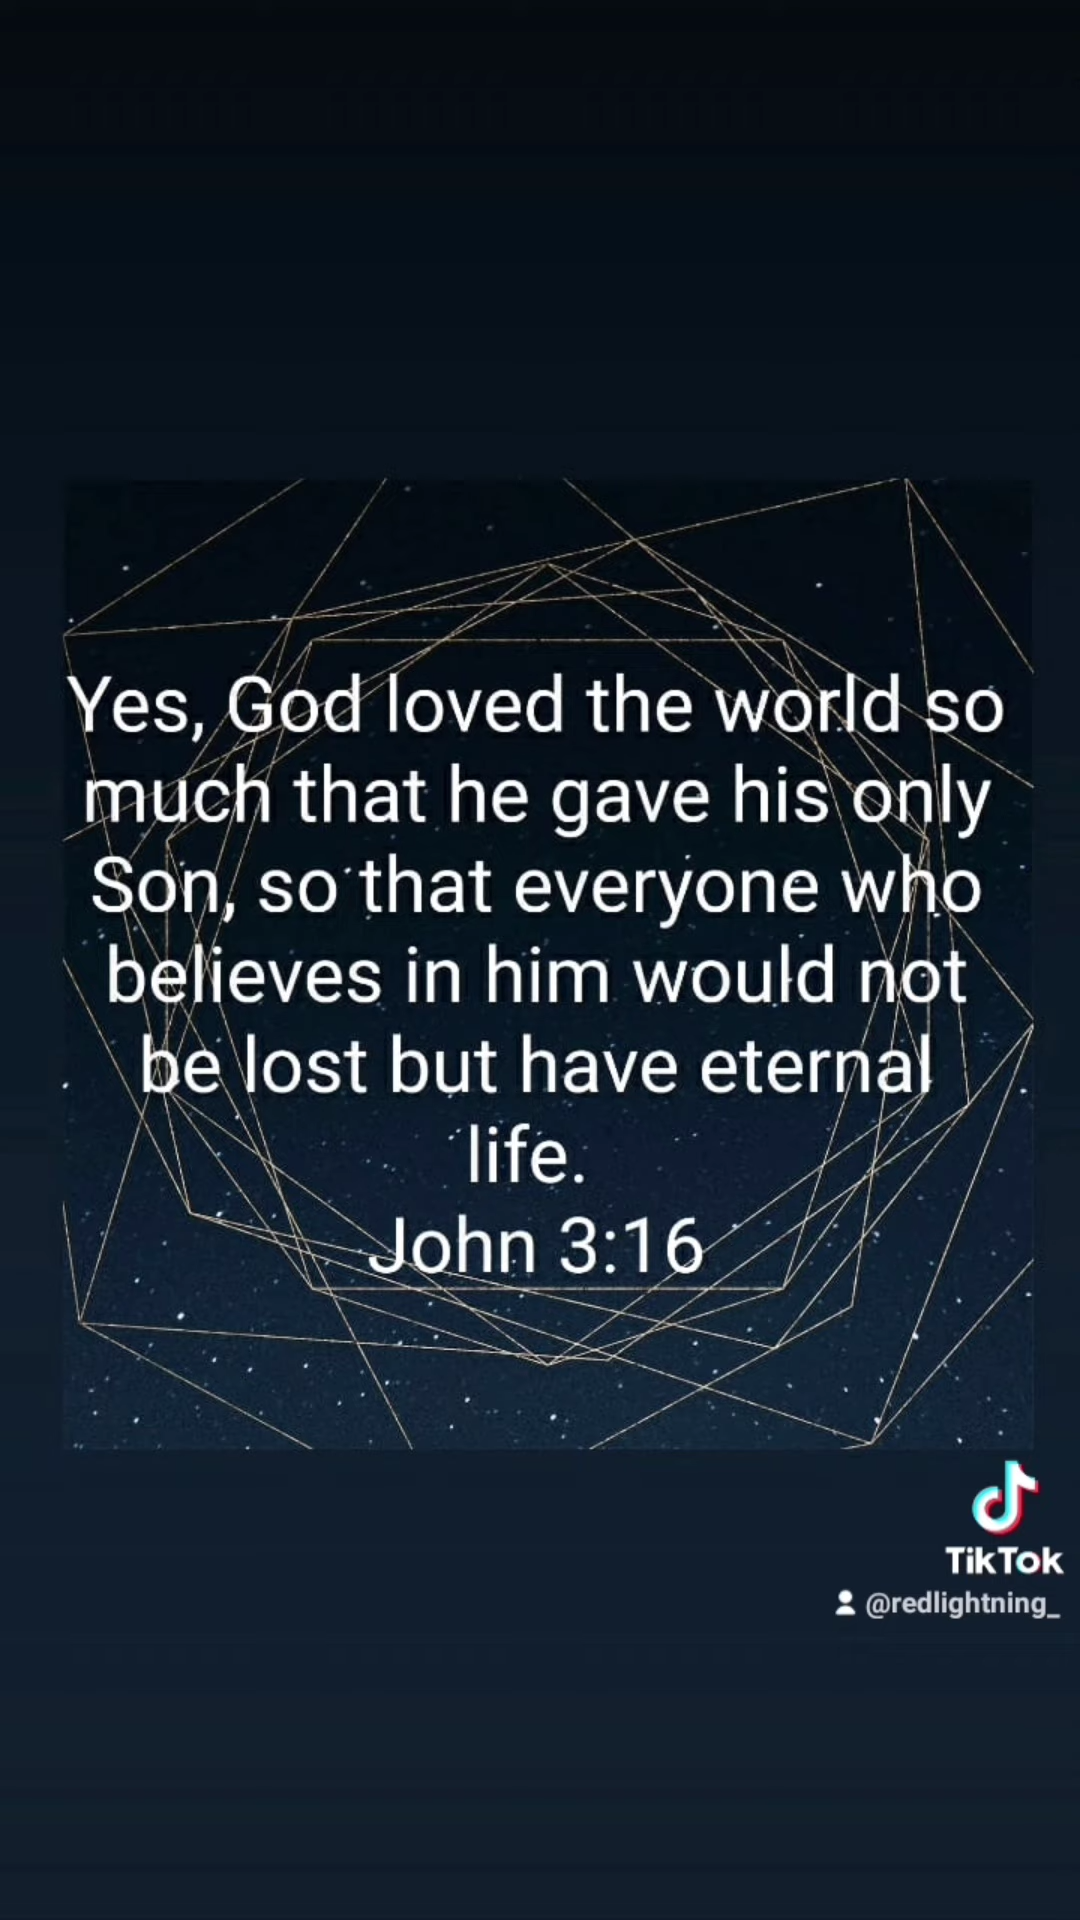 Yes, God loved the world so
much that he gave his only
Son, so that everyone who
believes in him would not
be lost but have eternal
life.
John 3:16
TikTok
@redlightning_